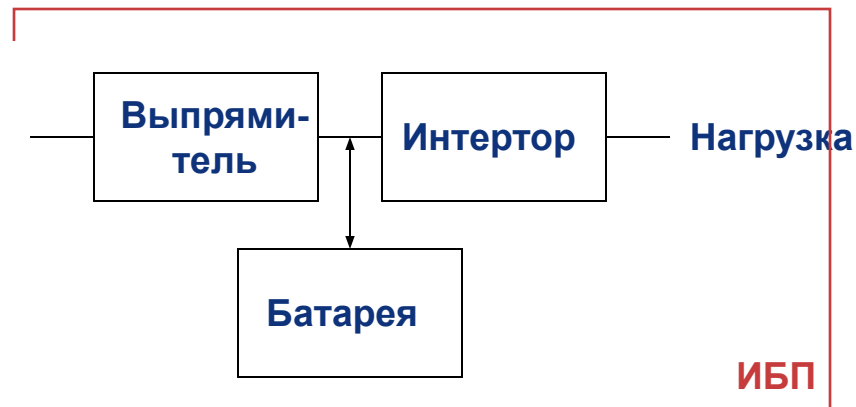 Выпрями-
тель
Интертор
Нагрузка
Батарея
ИБП